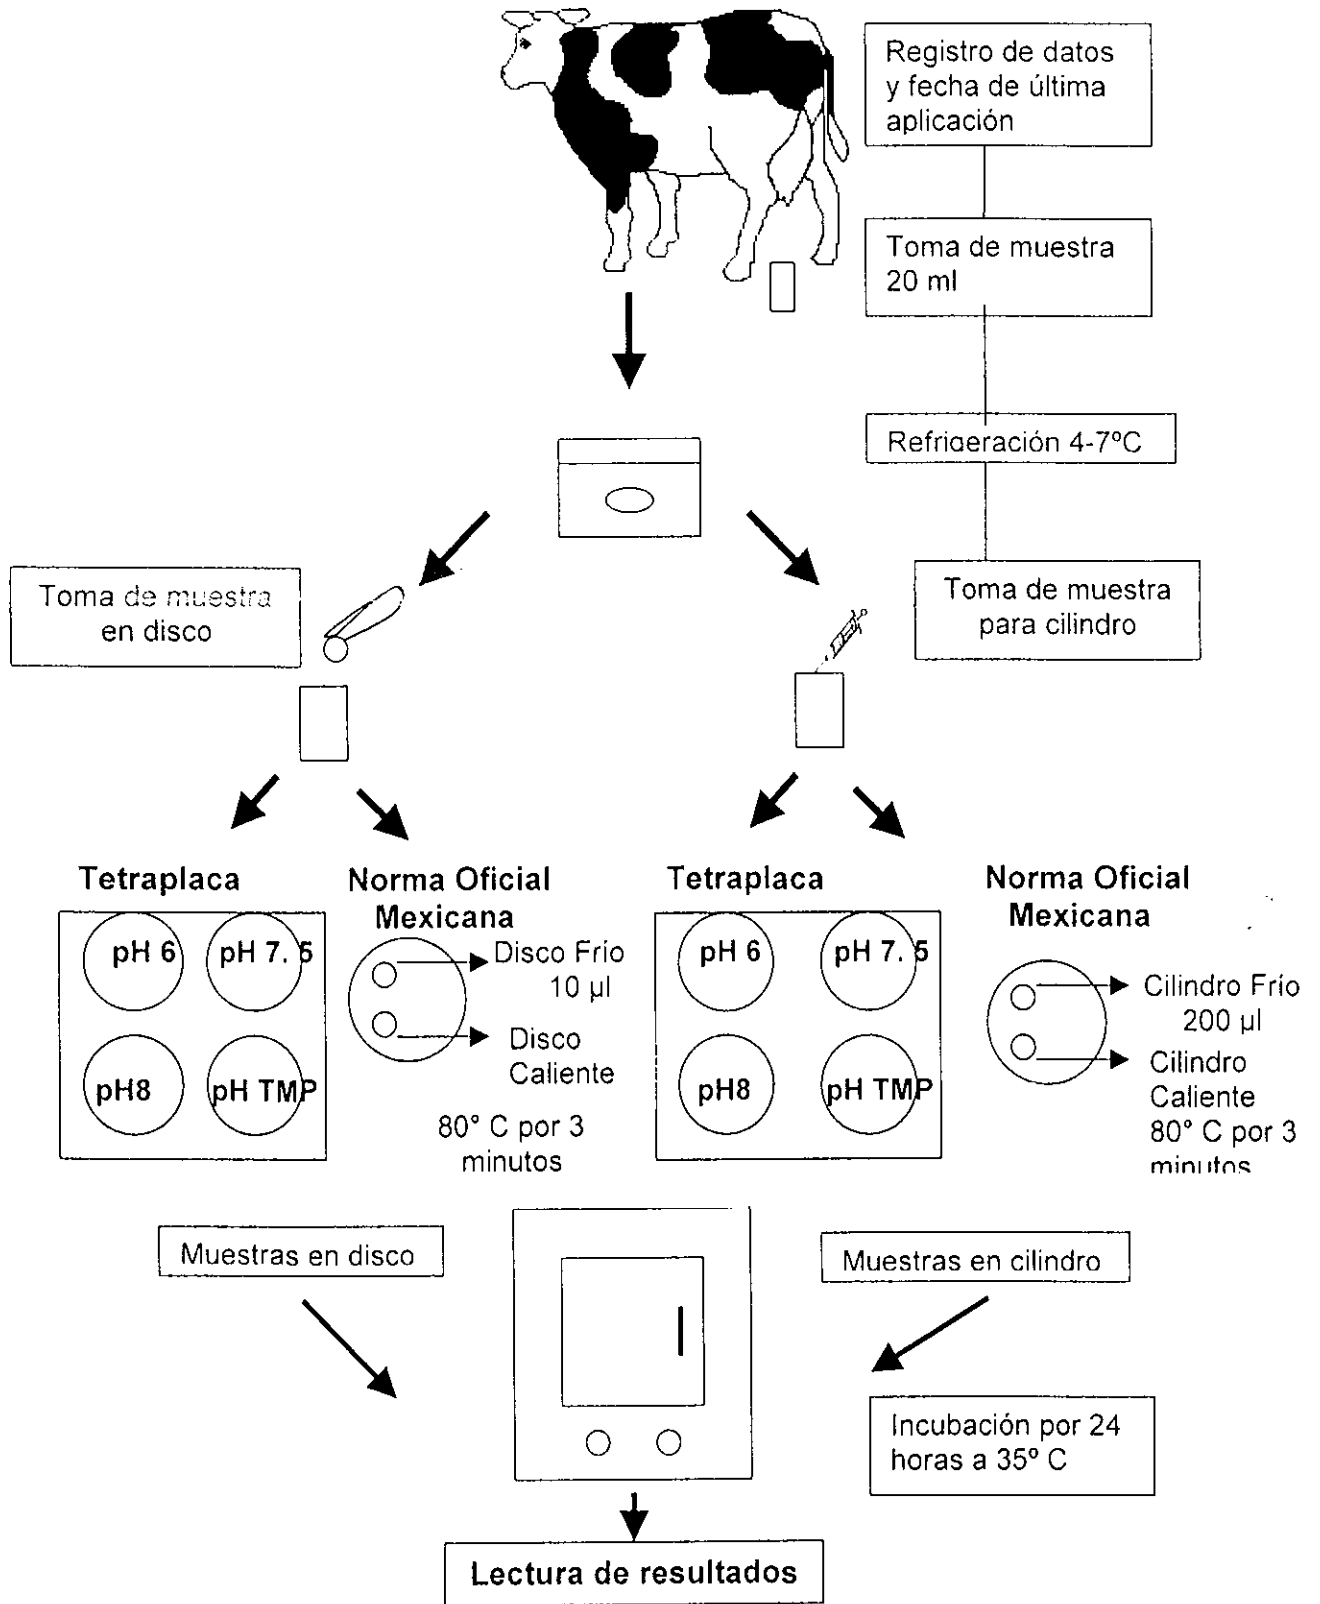 Registro de datos
y fecha de última
aplicación
Toma de muestra
20 ml
Refrigeración 4-7ºC
Toma de muestra
en disco
Toma de muestra
para cilindro
Tetraplaca
Norma Oficial
Mexicana
pH 6
pH 7. 5
pH8
pH TMP
Disco Frío
10 µl
Disco
Caliente
80° C por 3
minutos
Tetraplaca
Norma Oficial
Mexicana
pH 6
pH 7. 5
pH8
pH TMP
Cilindro Frío
200 µl
Cilindro
Caliente
80° C por 3
minutos
Muestras en disco
Muestras en cilindro
Incubación por 24
horas a 35º C
Lectura de resultados